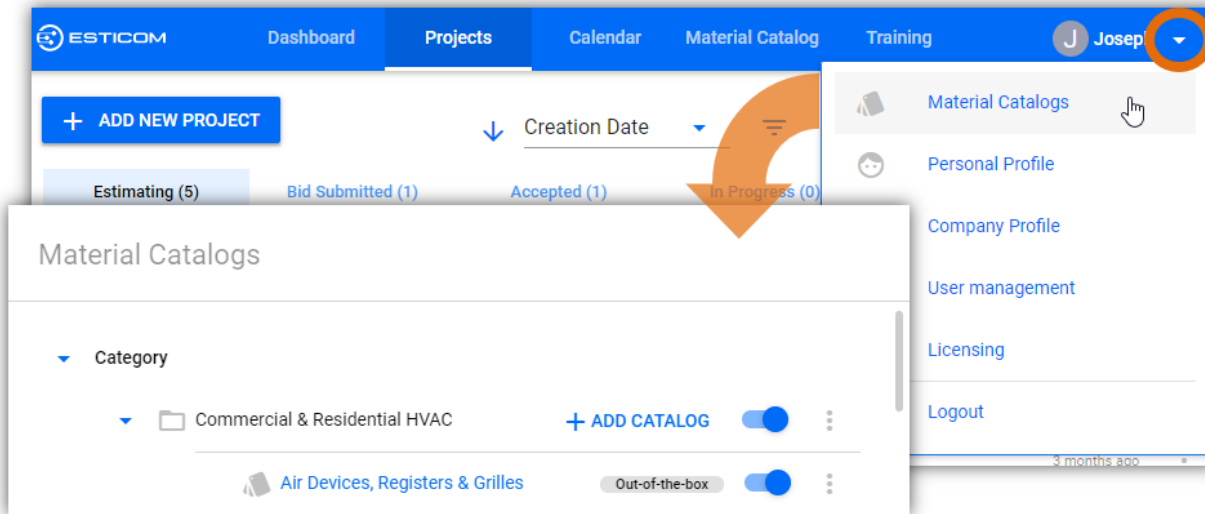 ESTICOM Dashboard Projects Calendar Material Catalog Training J Josep
+ ADD NEW PROJECT
Creation Date
Estimating (5) Bid Submitted (1) Accepted (1) In Progress (0)
Material Catalogs
Personal Profile
Company Profile
User management
Licensing
Logout
3 months ago
Material Catalogs
Category
Commercial & Residential HVAC + ADD CATALOG
Air Devices, Registers & Grilles Out-of-the-box